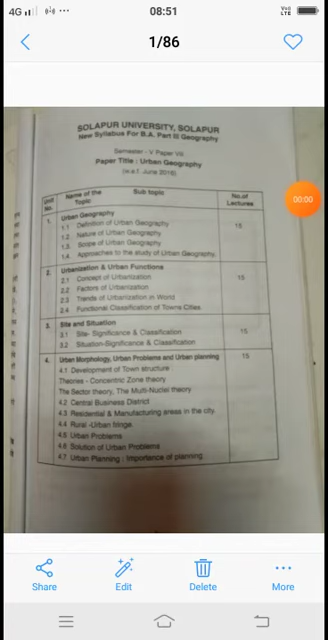 4G
08:51
VoO
LTE
1/86
SOLAPUR UNIVERSITY, SOLAPUR
New Syllabus For B.A. Part III Geography
Semester - V Paper
Paper Title : Urban Geography
(w.e.f. June 2018)
Unit No. Name of the Topic Sub topic No.of Lectures
1. Urban Geography 15
1.1 Definition of Urban Geography
1.2 Nature of Urban Geography
1.3. Scope of Urban Geography
1.4. Approaches to the study of Urban Geography.
2. Urbanization & Urban Functions 15
2.1 Concept of Urbanization
2.2 Factors of Urbanization
2.3 Trends of Urbanization in World
2.4 Functional Classification of Towns Cities.
3. Site and Situation 15
3.1 Site- Significance & Classification
3.2 Situation-Significance & Classification
4. Urban Morphology, Urban Problems and Urban planning 15
4.1 Development of Town structure
Theories - Concentric Zone theory
The Sector theory, The Multi-Nuclei theory
4.2 Central Business District
4.3 Residential & Manufacturing areas in the city.
4.4 Rural -Urban fringe.
4.5 Urban Problems
4.6 Solution of Urban Problems
4.7 Urban Planning : Importance of planning
00:00
Share
Edit
Delete
More